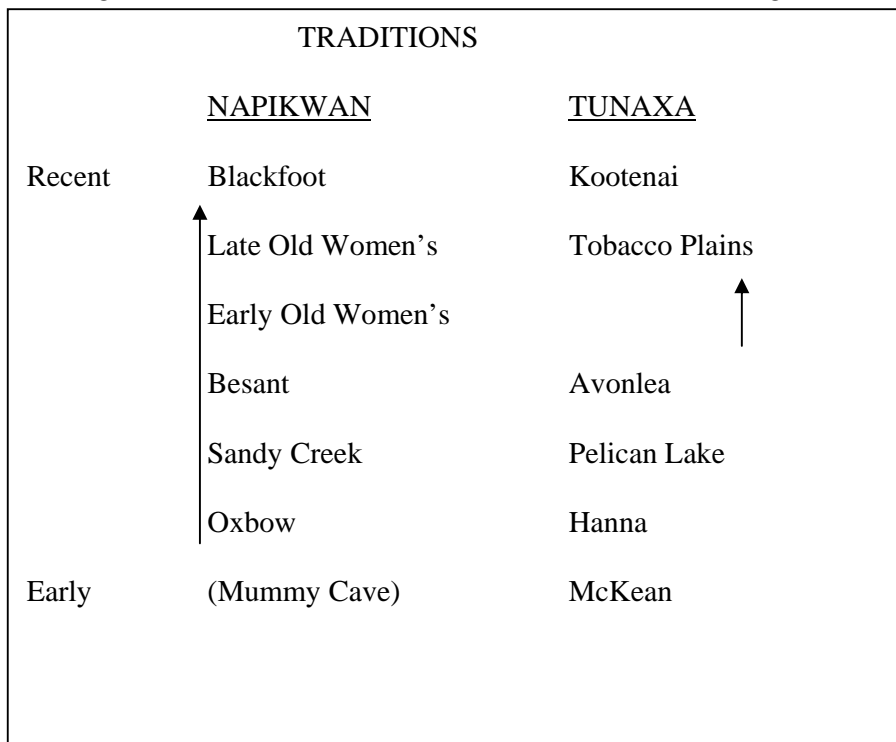 TRADITIONS
NAPIKWAN TUNAXA
Recent Blackfoot Kootenai
Late Old Women’s Tobacco Plains
Early Old Women’s
Besant Avonlea
Sandy Creek Pelican Lake
Oxbow Hanna
Early (Mummy Cave) McKean